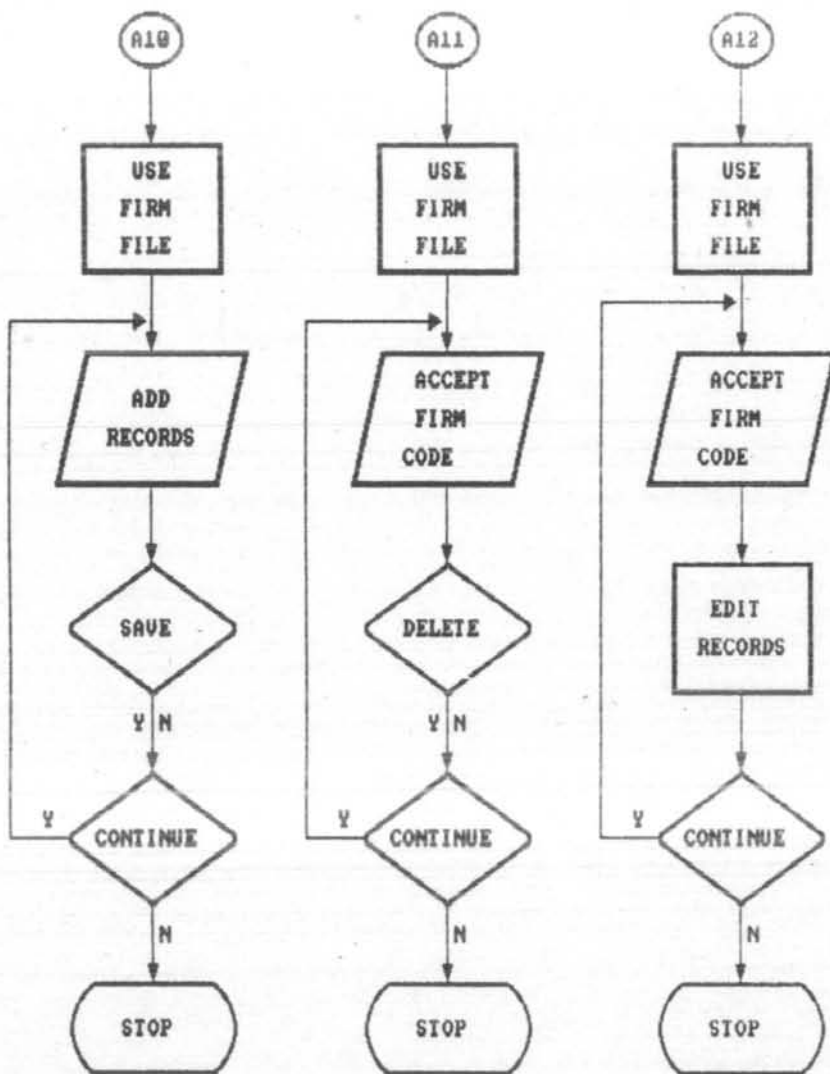 A10
USE
FIRM
FILE
ADD
RECORDS
SAVE
Y N
CONTINUE
Y
N
STOP
A11
USE
FIRM
FILE
ACCEPT
FIRM
CODE
DELETE
Y N
CONTINUE
Y
N
STOP
A12
USE
FIRM
FILE
ACCEPT
FIRM
CODE
EDIT
RECORDS
CONTINUE
Y
N
STOP